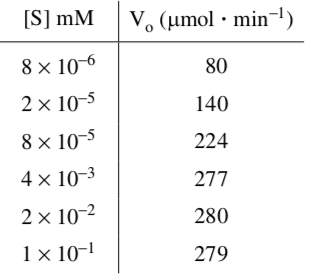 [S] mM V₀ (μmol · min⁻¹)
8 × 10⁻⁶ 80
2 × 10⁻⁵ 140
8 × 10⁻⁵ 224
4 × 10⁻³ 277
2 × 10⁻² 280
1 × 10⁻¹ 279